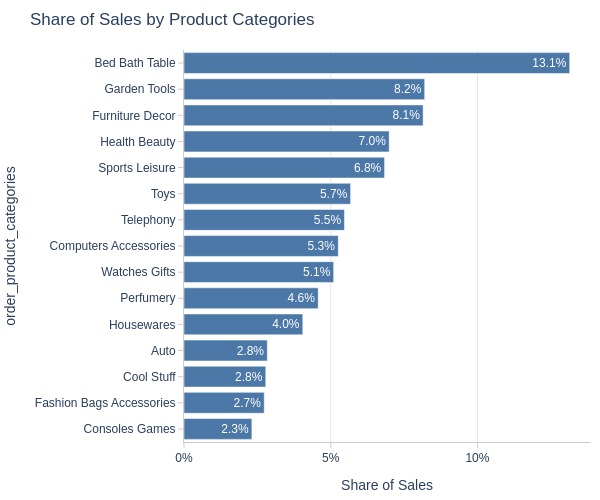 Share of Sales by Product Categories
Bed Bath Table 13.1%
Garden Tools 8.2%
Furniture Decor 8.1%
Health Beauty 7.0%
Sports Leisure 6.8%
Toys 5.7%
Telephony 5.5%
Computers Accessories 5.3%
Watches Gifts 5.1%
Perfumery 4.6%
Housewares 4.0%
Auto 2.8%
Cool Stuff 2.8%
Fashion Bags Accessories 2.7%
Consoles Games 2.3%
order_product_categories
0% 5% 10%
Share of Sales